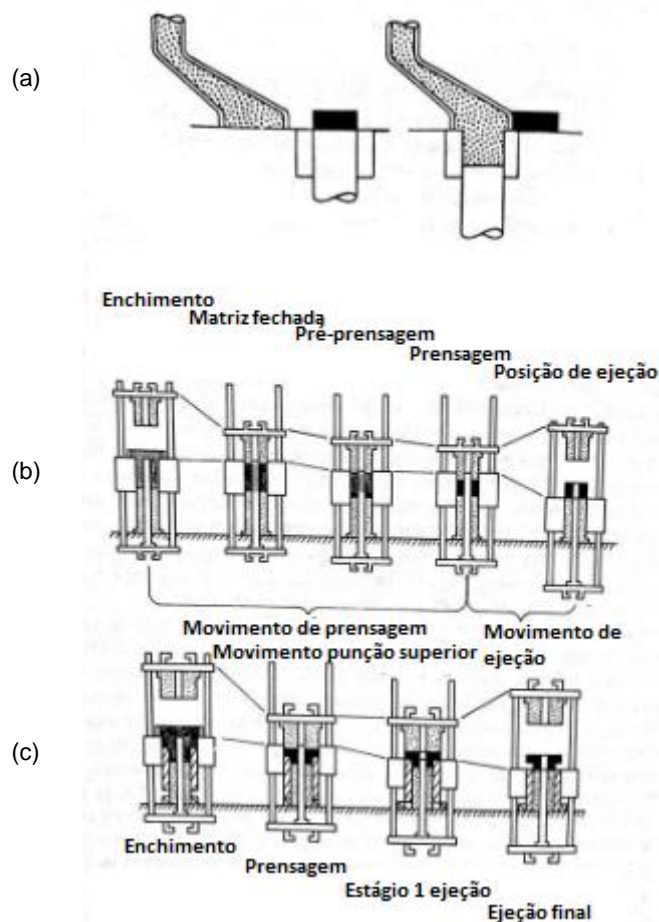 (a)
Enchimento
Matriz fechada
Pré-prensagem
Prensagem
Posição de ejeção
(b)
Movimento de prensagem
Movimento de ejeção
Movimento punção superior
(c)
Enchimento
Prensagem
Estágio 1 ejeção
Ejeção final